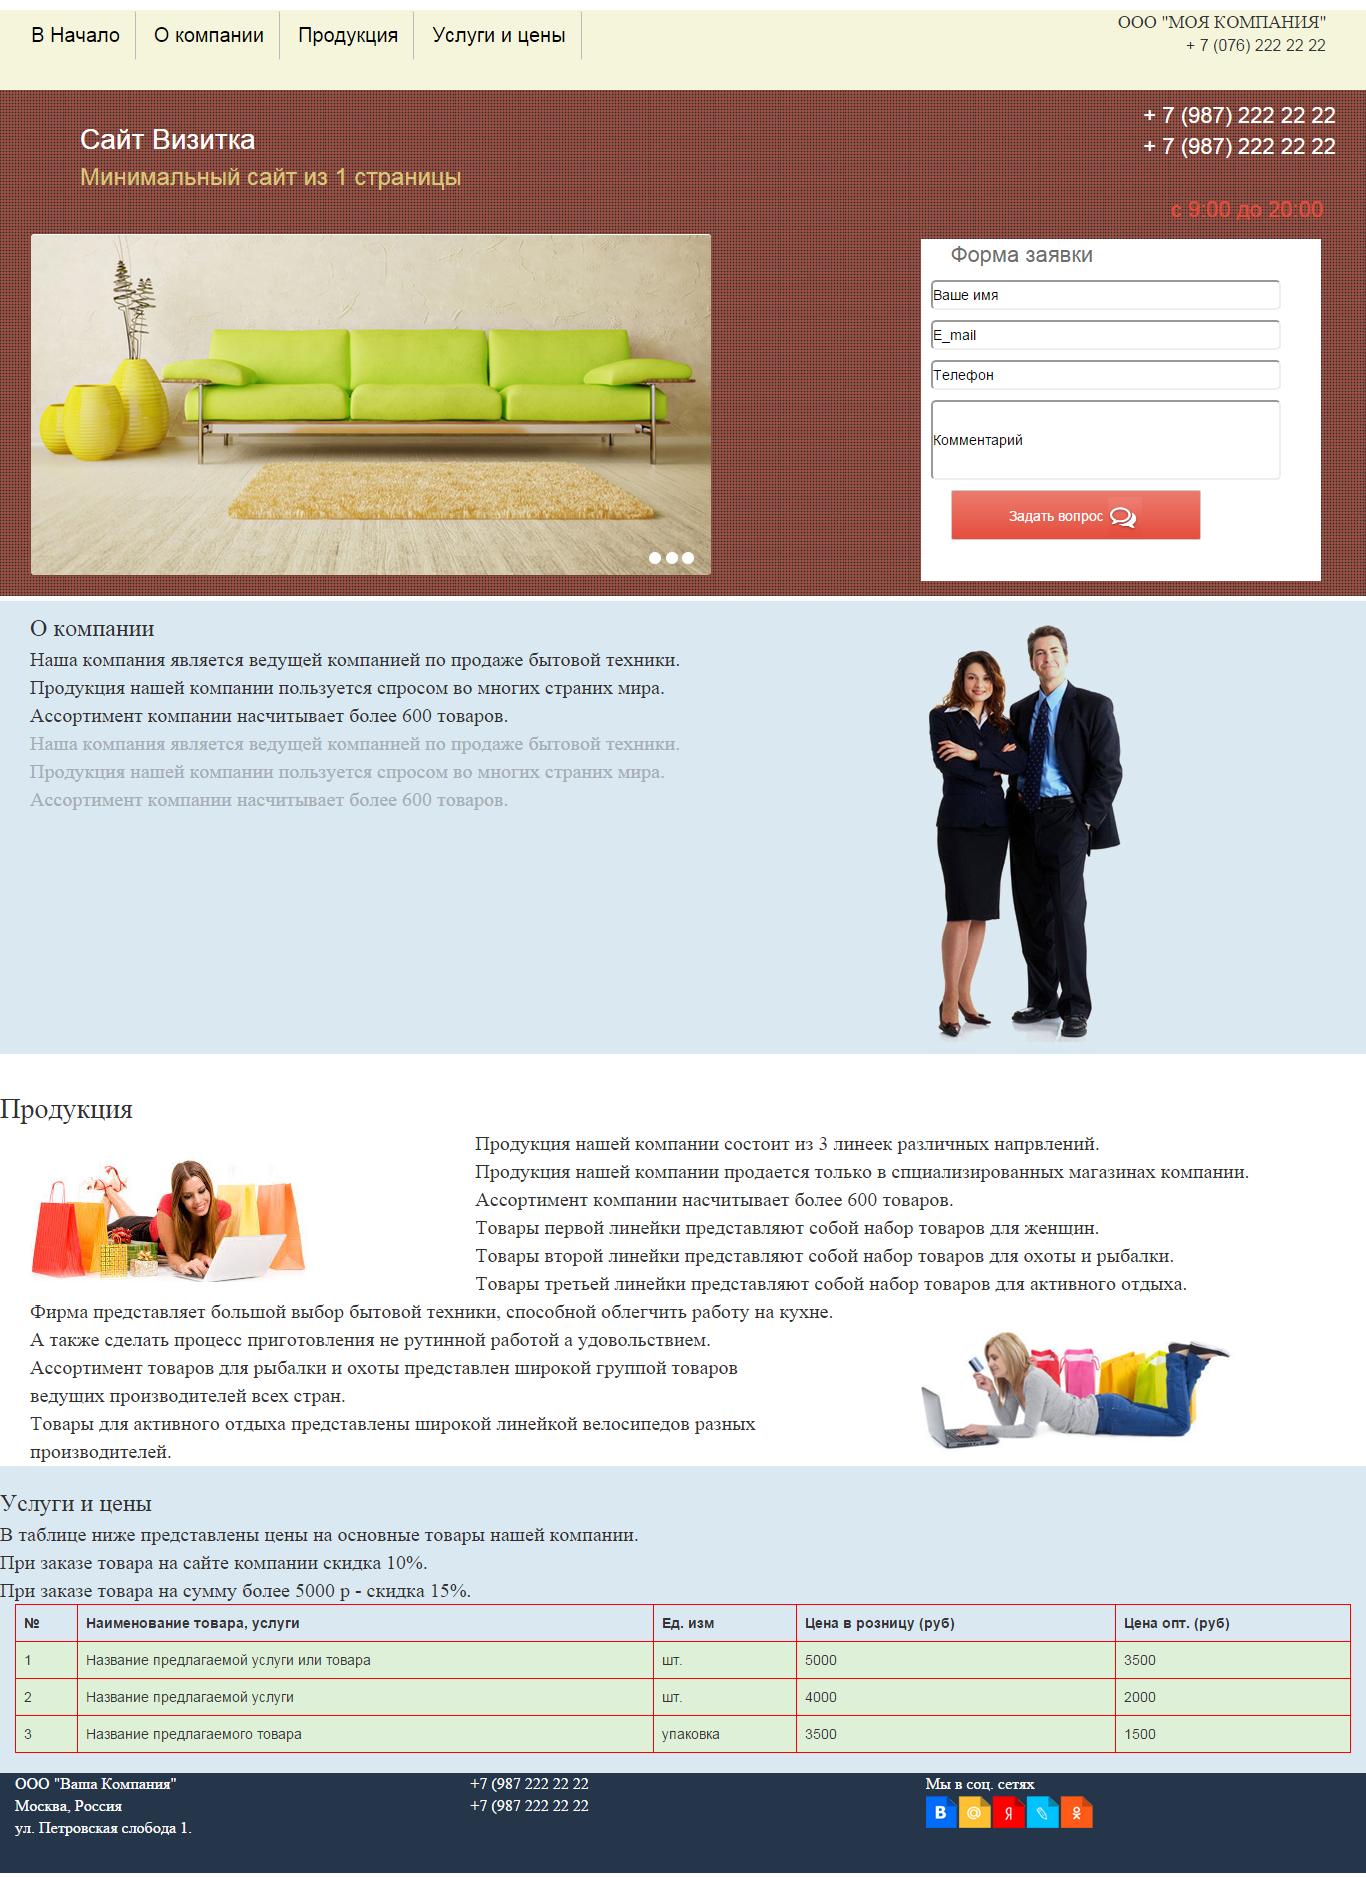 В Начало
О компании
Продукция
Услуги и цены
ООО "МОЯ КОМПАНИЯ"
+ 7 (076) 222 22 22
Сайт Визитка
Минимальный сайт из 1 страницы
+ 7 (987) 222 22 22
+ 7 (987) 222 22 22
с 9:00 до 20:00
Форма заявки
Ваше имя
E_mail
Телефон
Комментарий
Задать вопрос
О компании
Наша компания является ведущей компанией по продаже бытовой техники.
Продукция нашей компании пользуется спросом во многих страних мира.
Ассортимент компании насчитывает более 600 товаров.
Наша компания является ведущей компанией по продаже бытовой техники.
Продукция нашей компании пользуется спросом во многих страних мира.
Ассортимент компании насчитывает более 600 товаров.
Продукция
Продукция нашей компании состоит из 3 линеек различных напрвлений.
Продукция нашей компании продается только в спциализированных магазинах компании.
Ассортимент компании насчитывает более 600 товаров.
Товары первой линейки представляют собой набор товаров для женщин.
Товары второй линейки представляют собой набор товаров для охоты и рыбалки.
Товары третьей линейки представляют собой набор товаров для активного отдыха.
Фирма представляет большой выбор бытовой техники, способной облегчить работу на кухне.
А также сделать процесс приготовления не рутинной работой а удовольствием.
Ассортимент товаров для рыбалки и охоты представлен широкой группой товаров
ведущих производителей всех стран.
Товары для активного отдыха представлены широкой линейкой велосипедов разных
производителей.
Услуги и цены
В таблице ниже представлены цены на основные товары нашей компании.
При заказе товара на сайте компании скидка 10%.
При заказе товара на сумму более 5000 р - скидка 15%.
№ Наименование товара, услуги Ед. изм Цена в розницу (руб) Цена опт. (руб)
1 Название предлагаемой услуги или товара шт. 5000 3500
2 Название предлагаемой услуги шт. 4000 2000
3 Название предлагаемого товара упаковка 3500 1500
ООО "Ваша Компания"
Москва, Россия
ул. Петровская слобода 1.
+7 (987 222 22 22
+7 (987 222 22 22
Мы в соц. сетях
В @ Я